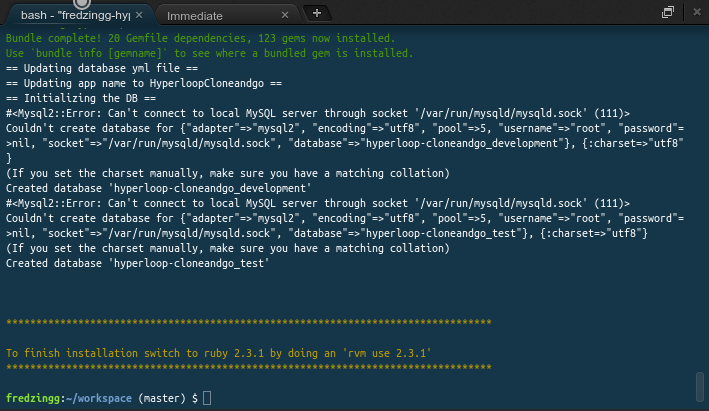 bash - "fredzingg-hyp
Immediate
Bundle complete! 20 Gemfile dependencies, 123 gems now installed.
Use `bundle info [gemname]` to see where a bundled gem is installed.
== Updating database yml file ==
== Updating app name to HyperloopCloneandgo ==
== Initializing the DB ==
#<Mysql2::Error: Can't connect to local MySQL server through socket '/var/run/mysqld/mysqld.sock' (111)>
Couldn't create database for {"adapter"=>"mysql2", "encoding"=>"utf8", "pool"=>5, "username"=>"root", "password"=
>nil, "socket"=>"/var/run/mysqld/mysqld.sock", "database"=>"hyperloop-cloneandgo_development"}, {:charset=>"utf8"
}
(If you set the charset manually, make sure you have a matching collation)
Created database 'hyperloop-cloneandgo_development'
#<Mysql2::Error: Can't connect to local MySQL server through socket '/var/run/mysqld/mysqld.sock' (111)>
Couldn't create database for {"adapter"=>"mysql2", "encoding"=>"utf8", "pool"=>5, "username"=>"root", "password"=
>nil, "socket"=>"/var/run/mysqld/mysqld.sock", "database"=>"hyperloop-cloneandgo_test"}, {:charset=>"utf8"}
(If you set the charset manually, make sure you have a matching collation)
Created database 'hyperloop-cloneandgo_test'
*********************************************************************************
To finish installation switch to ruby 2.3.1 by doing an 'rvm use 2.3.1'
*********************************************************************************
fredzingg:~/workspace (master) $